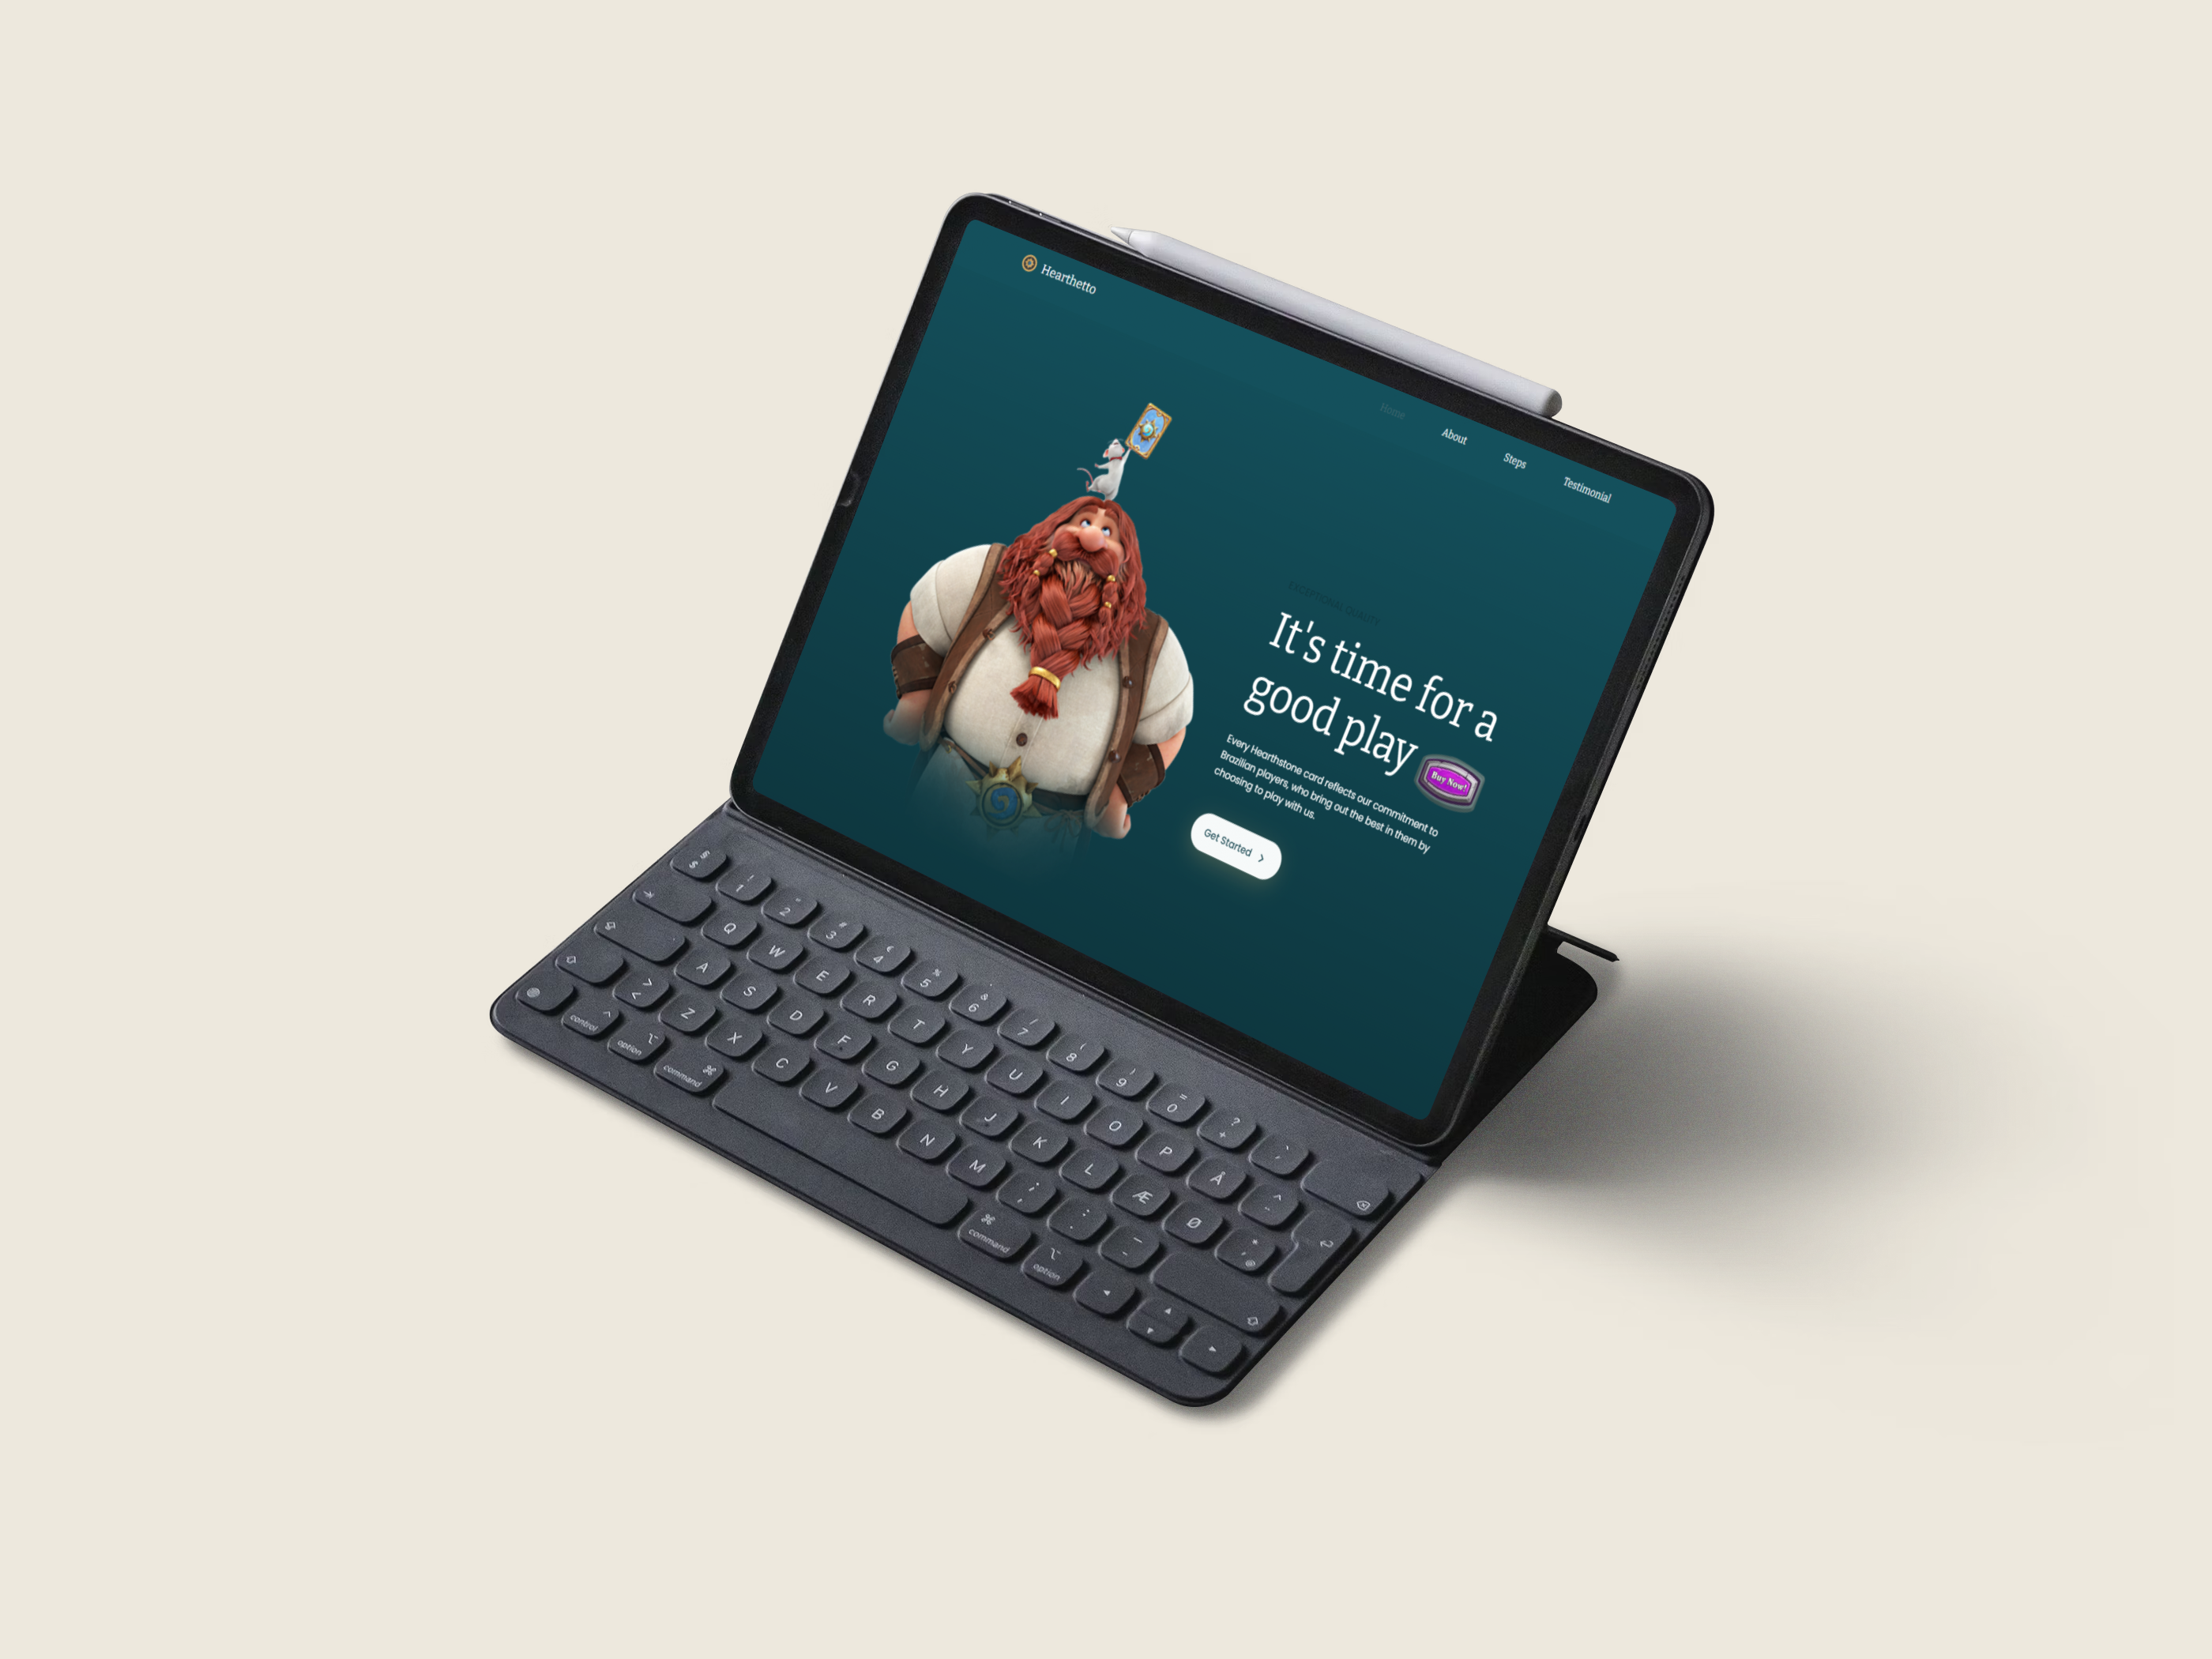 Hearthetto
Home
About
Steps
Testimonial
EXCEPTIONAL QUALITY
It's time for a
good play
Buy Now!
Every Hearthstone card reflects our commitment to
Brazilian players, who bring out the best in them by
choosing to play with us.
Get Started
§ $
! 1
" 2
# 3
€ 4
% 5
& 6
/ 7
( 8
) 9
= 0
? +
Q W E R T Y U I O P Å ^
A S D F G H J K L Æ Ø * ' @
> < Z X C V B N M ; , : . _ -
control option command command option